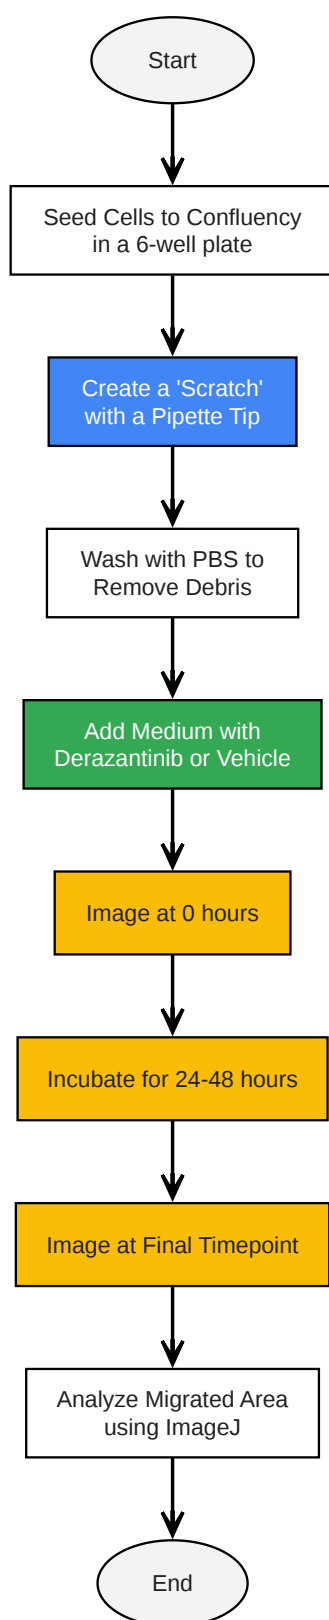 Start
Seed Cells to Confluency
in a 6-well plate
Create a 'Scratch'
with a Pipette Tip
Wash with PBS to
Remove Debris
Add Medium with
Derazantinib or Vehicle
Image at 0 hours
Incubate for 24-48 hours
Image at Final Timepoint
Analyze Migrated Area
using ImageJ
End